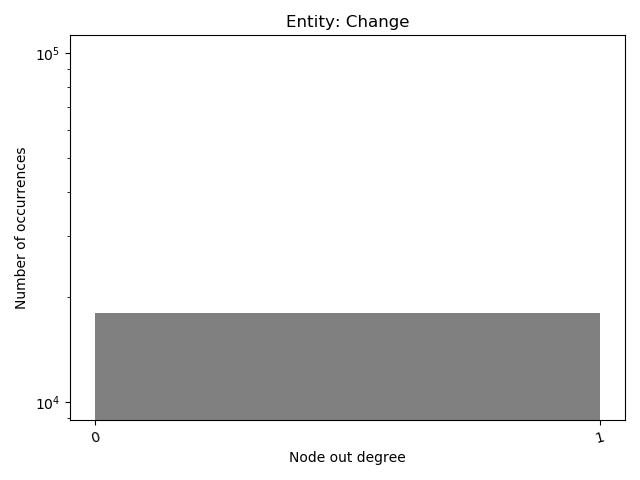 Entity: Change
10^5
Number of occurrences
10^4
0 1
Node out degree